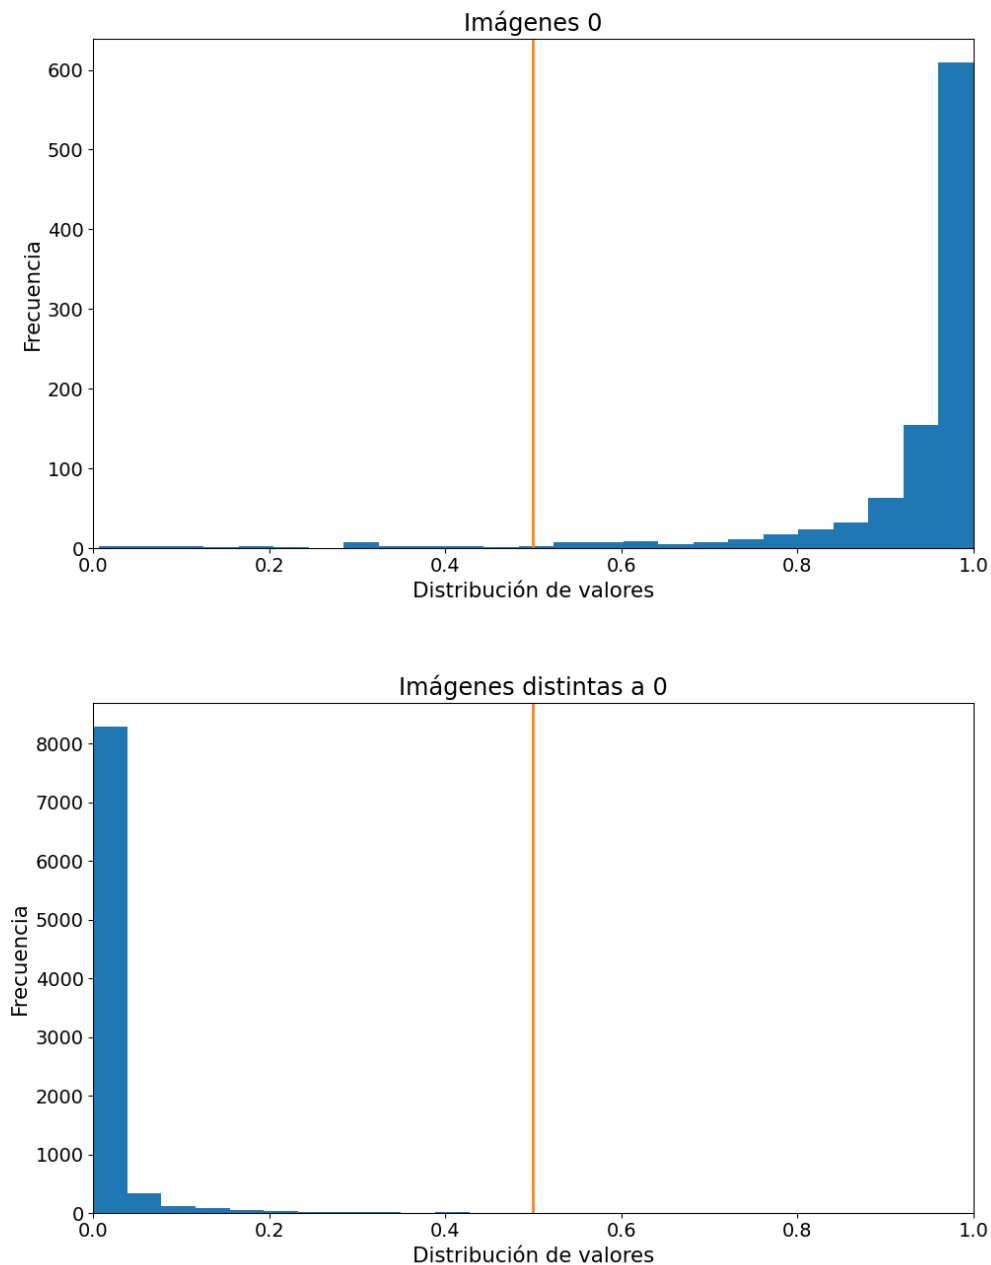 Imágenes 0
600
500
400
300
200
100
0
Frecuencia
0.0 0.2 0.4 0.6 0.8 1.0
Distribución de valores
Imágenes distintas a 0
8000
7000
6000
5000
4000
3000
2000
1000
0
Frecuencia
0.0 0.2 0.4 0.6 0.8 1.0
Distribución de valores